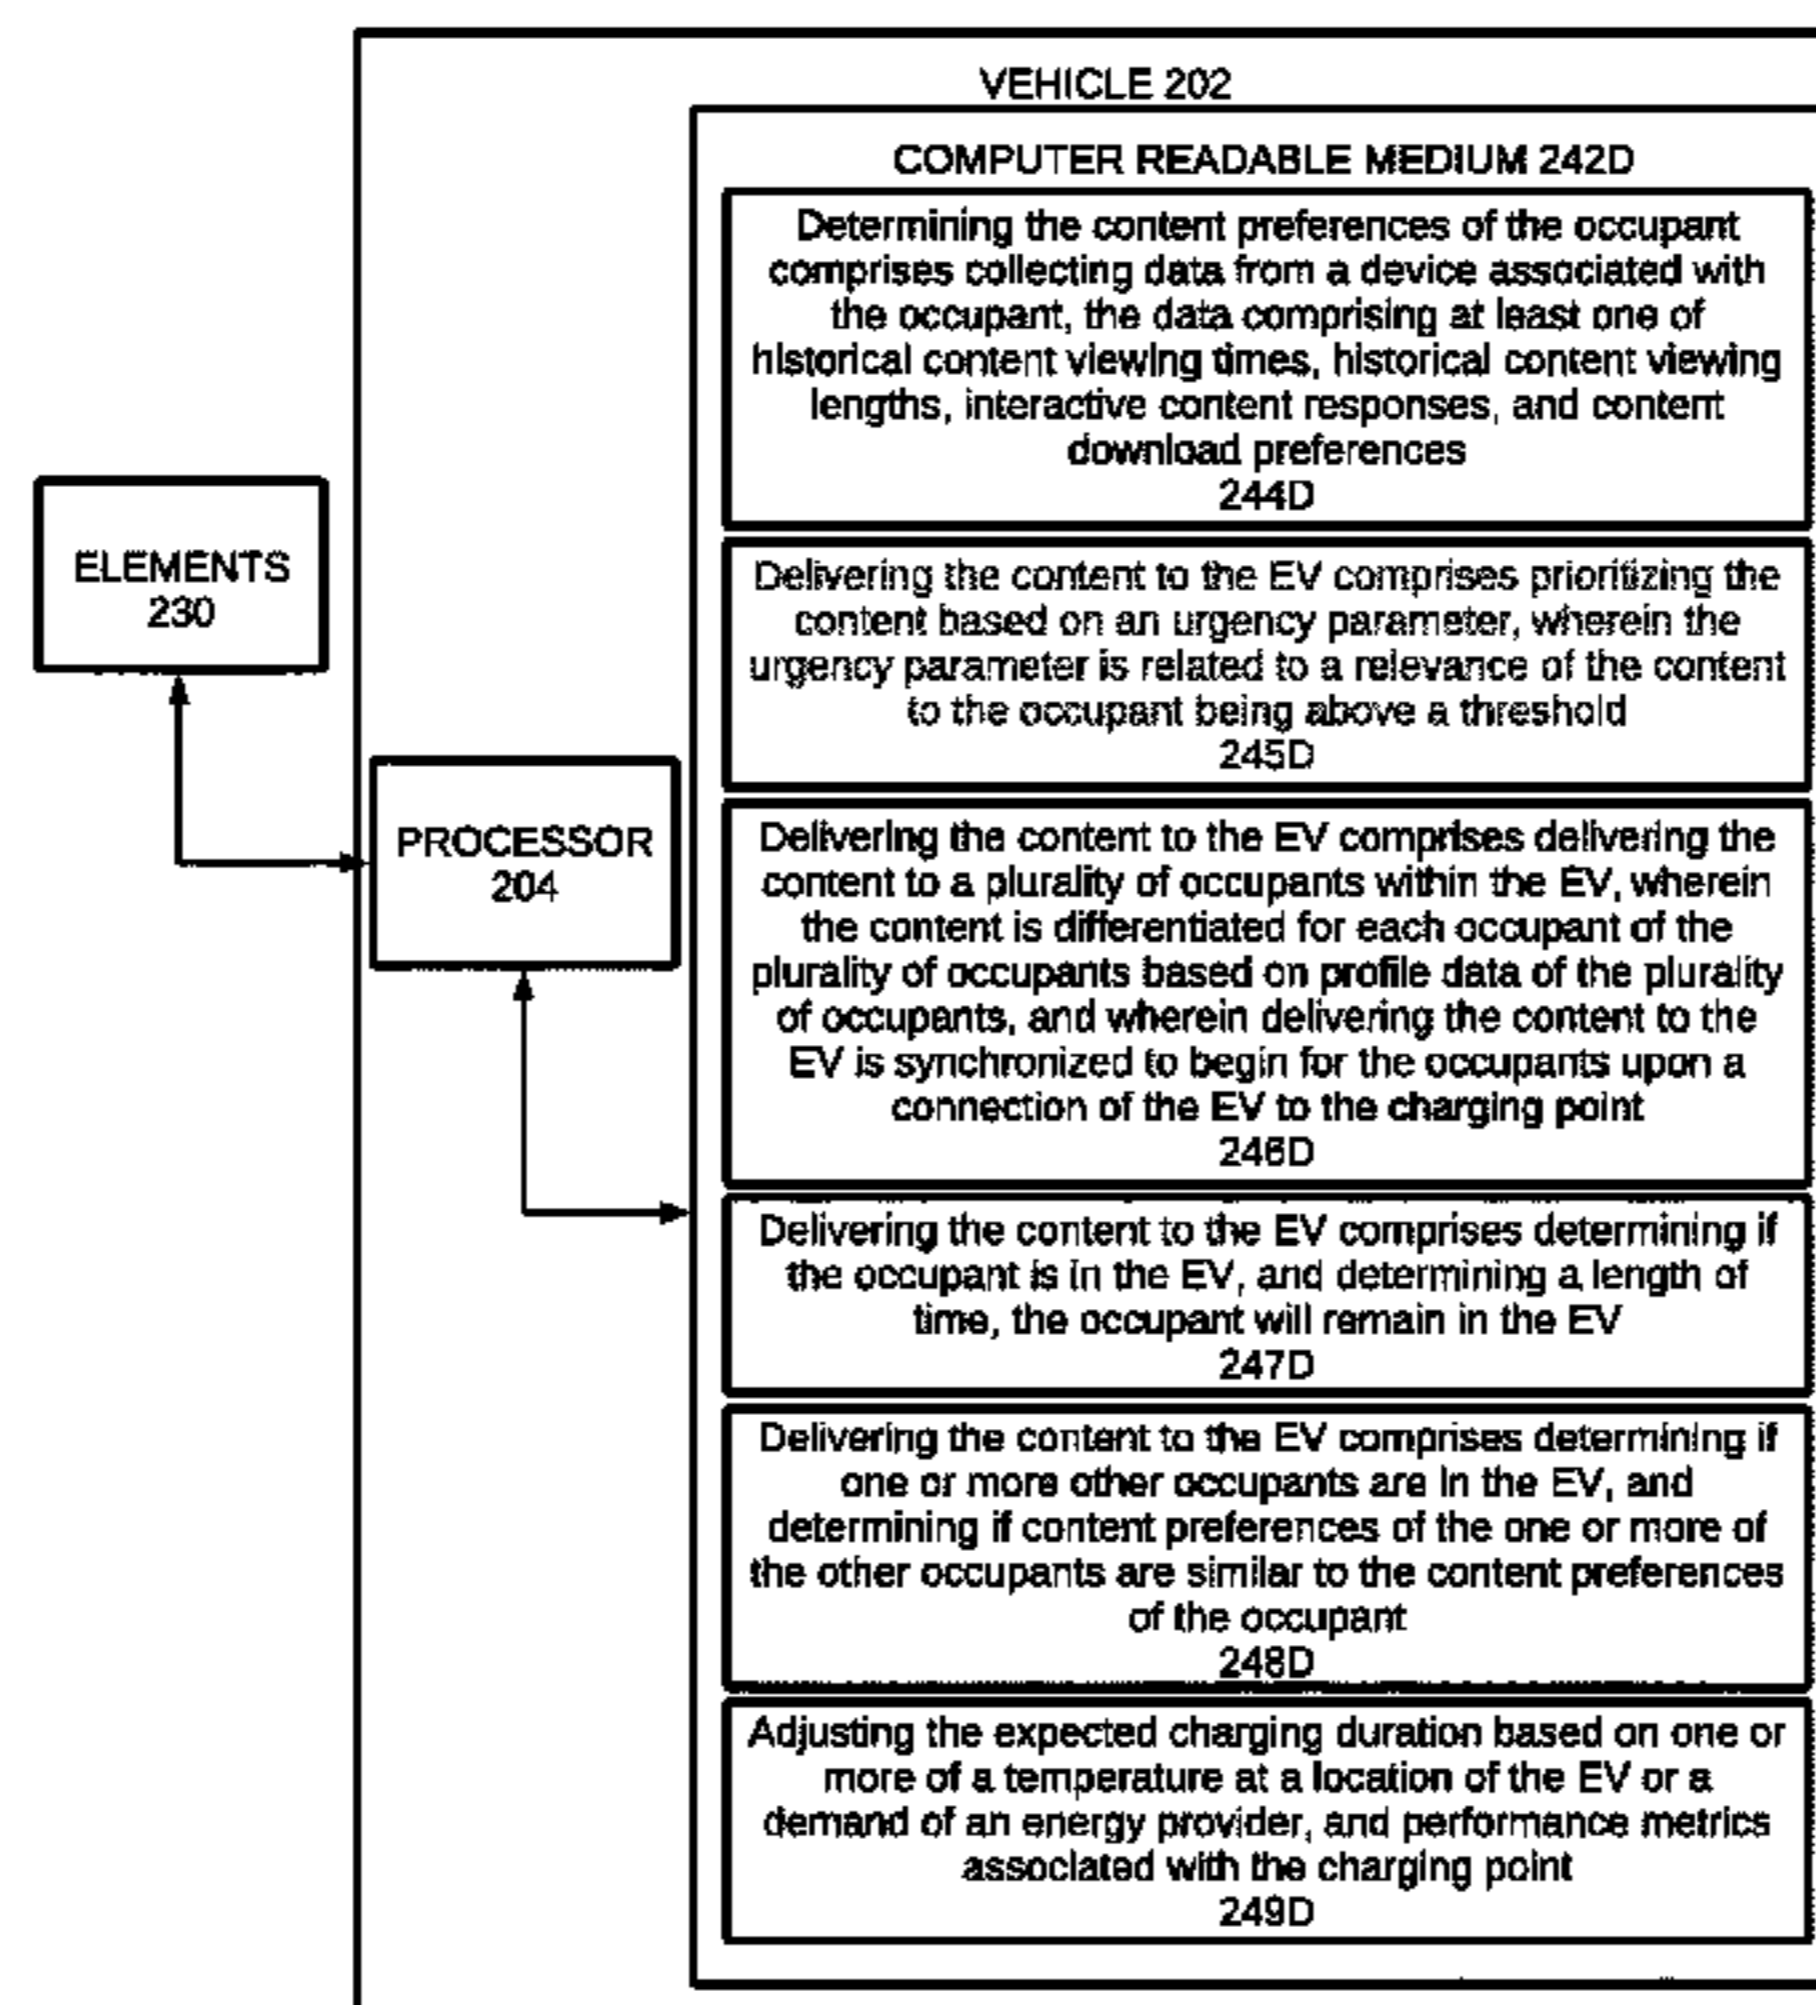 VEHICLE 202
COMPUTER READABLE MEDIUM 242D
Determining the content preferences of the occupant
comprises collecting data from a device associated with
the occupant, the data comprising at least one of
historical content viewing times, historical content viewing
lengths, interactive content responses, and content
download preferences
244D
ELEMENTS
230
Delivering the content to the EV comprises prioritizing the
content based on an urgency parameter, wherein the
urgency parameter is related to a relevance of the content
to the occupant being above a threshold
245D
PROCESSOR
204
Delivering the content to the EV comprises delivering the
content to a plurality of occupants within the EV, wherein
the content is differentiated for each occupant of the
plurality of occupants based on profile data of the plurality
of occupants, and wherein delivering the content to the
EV is synchronized to begin for the occupants upon a
connection of the EV to the charging point
246D
Delivering the content to the EV comprises determining if
the occupant is in the EV, and determining a length of
time, the occupant will remain in the EV
247D
Delivering the content to the EV comprises determining if
one or more other occupants are in the EV, and
determining if content preferences of the one or more of
the other occupants are similar to the content preferences
of the occupant
248D
Adjusting the expected charging duration based on one or
more of a temperature at a location of the EV or a
demand of an energy provider, and performance metrics
associated with the charging point
249D